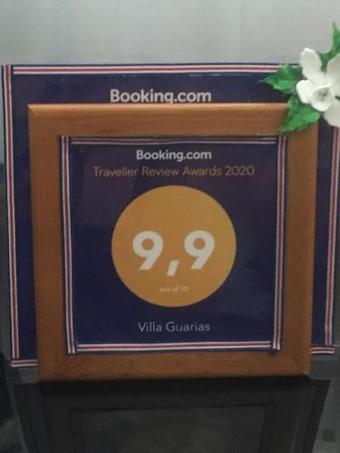 Booking.com
Booking.com
Traveller Review Awards 2020
9,9
out of 10
Villa Guarias